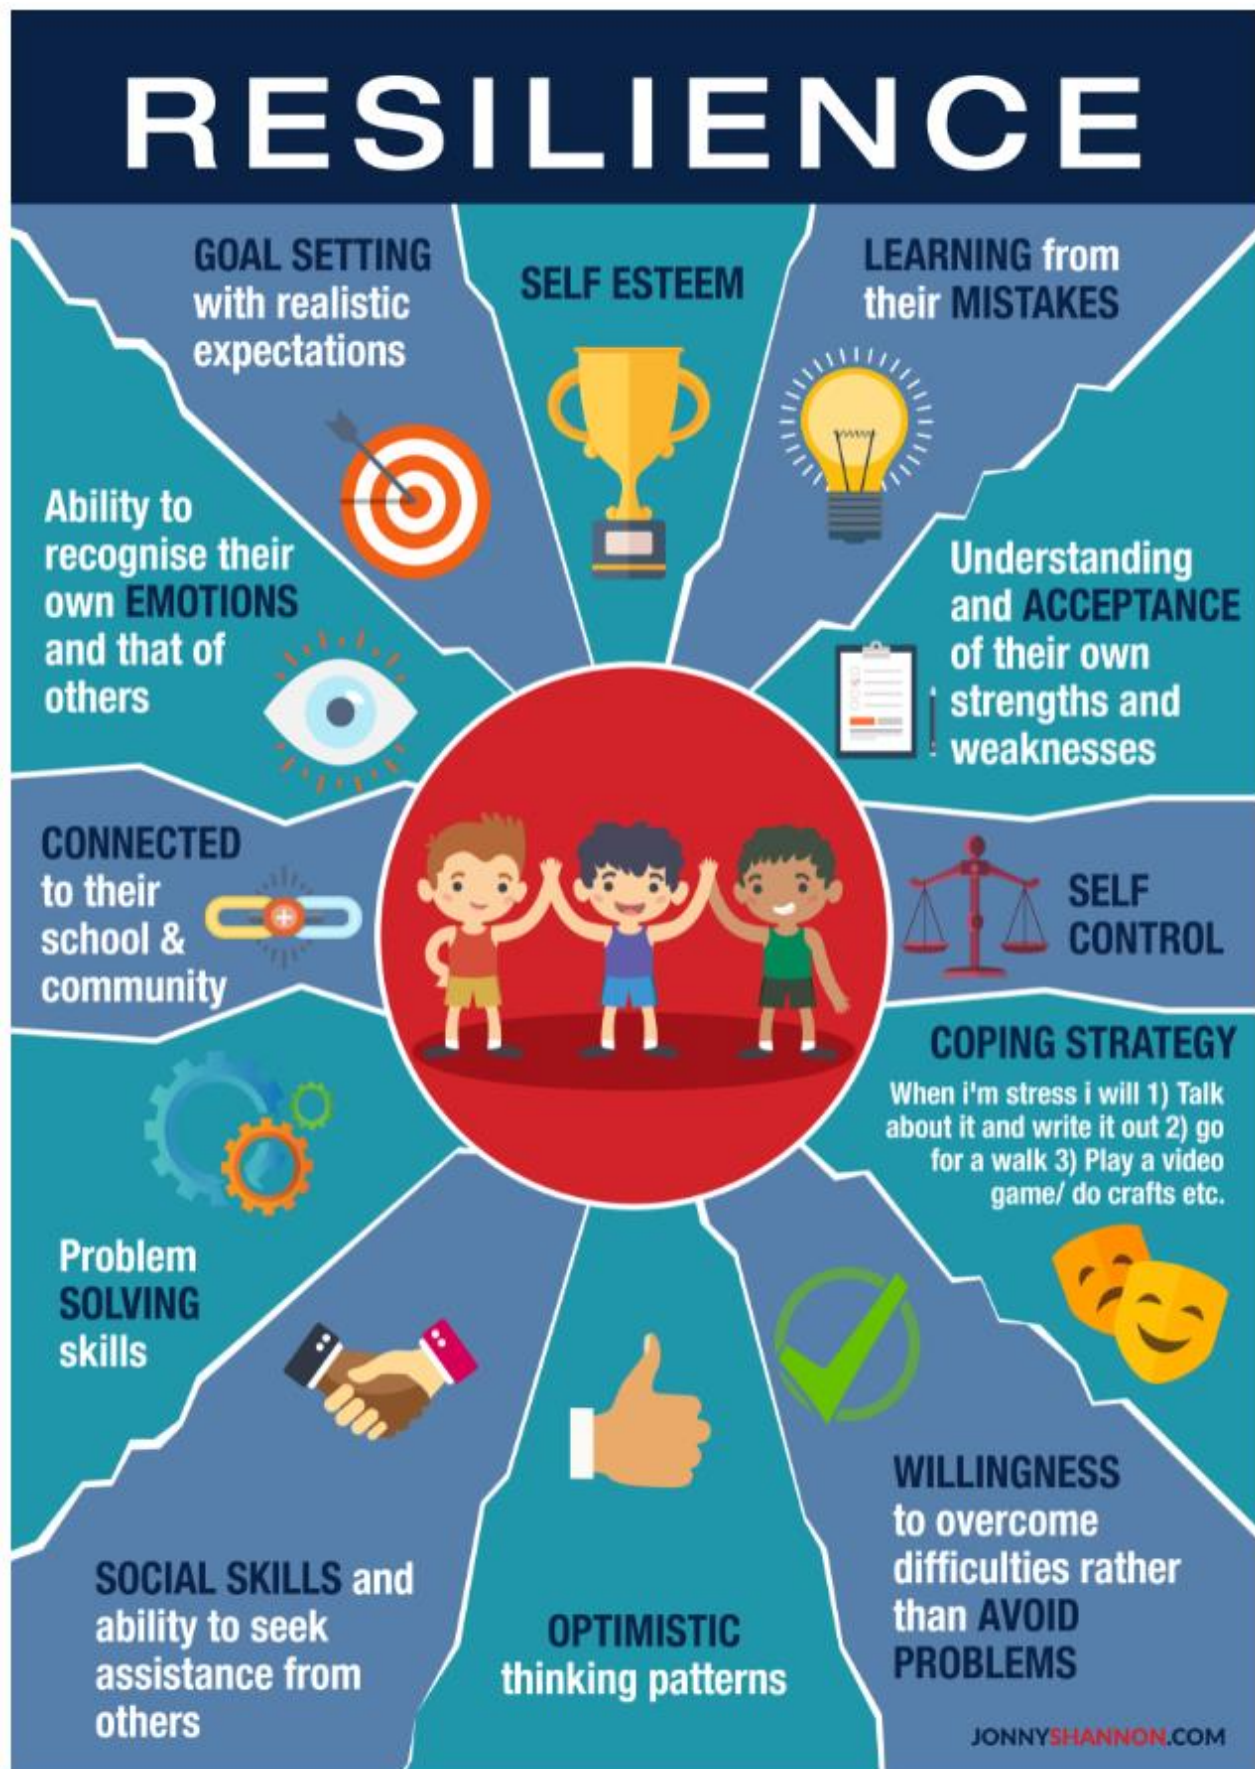 RESILIENCE
GOAL SETTING
with realistic
expectations
SELF ESTEEM
LEARNING from
their MISTAKES
Ability to
recognise their
own EMOTIONS
and that of
others
Understanding
and ACCEPTANCE
of their own
strengths and
weaknesses
CONNECTED
to their
school &
community
SELF
CONTROL
COPING STRATEGY
When i'm stress i will 1) Talk
about it and write it out 2) go
for a walk 3) Play a video
game/ do crafts etc.
Problem
SOLVING
skills
WILLINGNESS
to overcome
difficulties rather
than AVOID
PROBLEMS
SOCIAL SKILLS and
ability to seek
assistance from
others
OPTIMISTIC
thinking patterns
JONNYSHANNON.COM